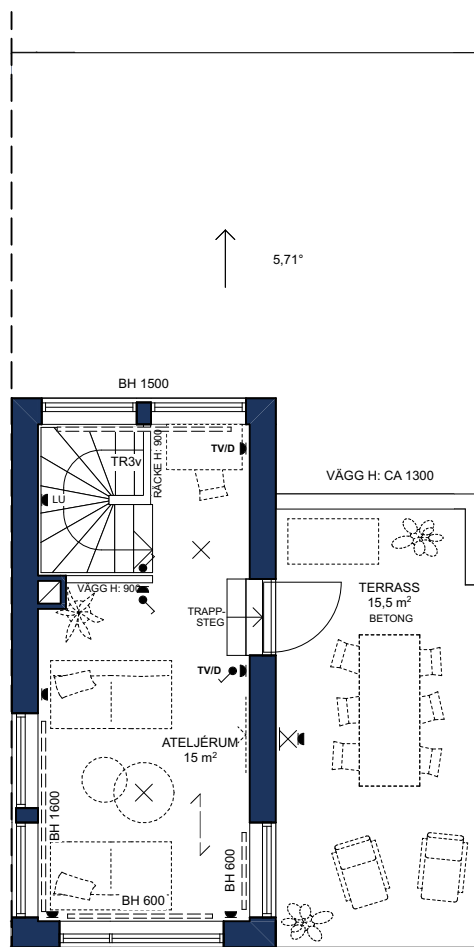 5,71°
BH 1500
TR3v
RÄCKE H: 900
TV/D
LU
VÄGG H: CA 1300
VÄGG H: 900
TRAPP-
STEG
TERRASS
15,5 m²
BETONG
TV/D
ATELJÉRUM
15 m²
BH 1600
BH 600
BH 600